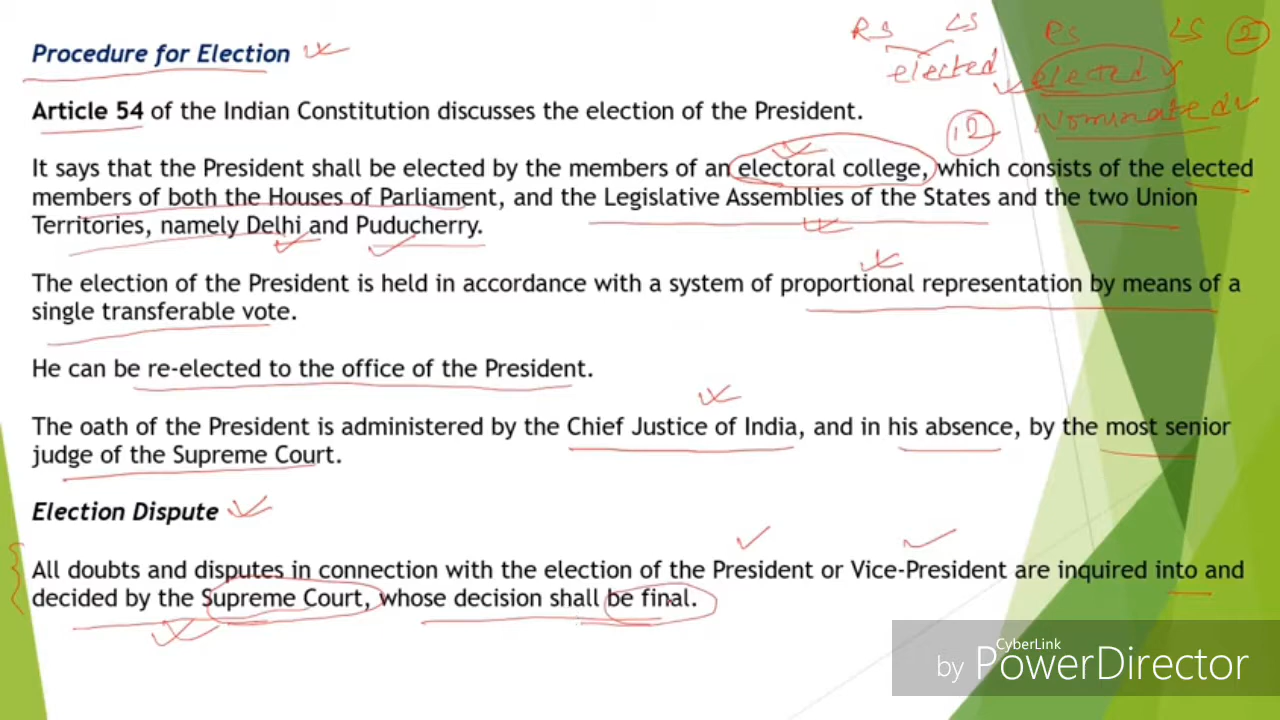 RS LS RS LS 2
Procedure for Election
elected elected
Article 54 of the Indian Constitution discusses the election of the President.
12 Nominated
It says that the President shall be elected by the members of an electoral college, which consists of the elected
members of both the Houses of Parliament, and the Legislative Assemblies of the States and the two Union
Territories, namely Delhi and Puducherry.
The election of the President is held in accordance with a system of proportional representation by means of a
single transferable vote.
He can be re-elected to the office of the President.
The oath of the President is administered by the Chief Justice of India, and in his absence, by the most senior
judge of the Supreme Court.
Election Dispute
All doubts and disputes in connection with the election of the President or Vice-President are inquired into and
decided by the Supreme Court, whose decision shall be final.
CyberLink
by PowerDirector